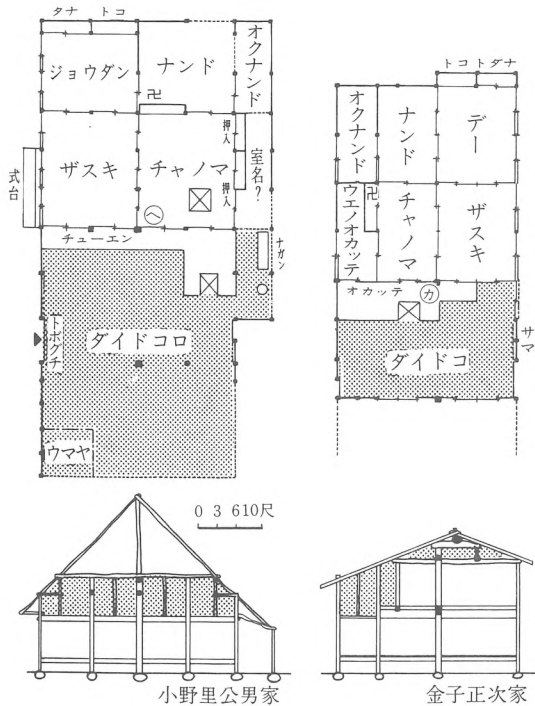 タナ トコ
ジョウダン
ナンド
オクナンド
卍
ザスキ
チャノマ
押入
押入
室名?
式台
ヘ
チューエン
ナガシ
トボグチ
ダイドコロ
ウマヤ
トコ トダナ
オクナンド
ナンド
デー
ウエノオカッテ
卍
チャノマ
ザスキ
オカッテ
カ
ダイドコ
サマ
0 3 6 10尺
小野里公男家
金子正次家